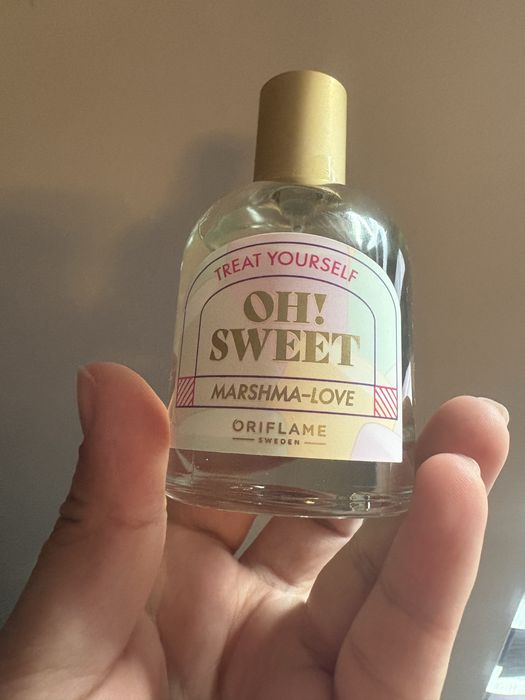 TREAT YOURSELF
OH!
SWEET
MARSHMA-LOVE
ORIFLAME
SWEDEN